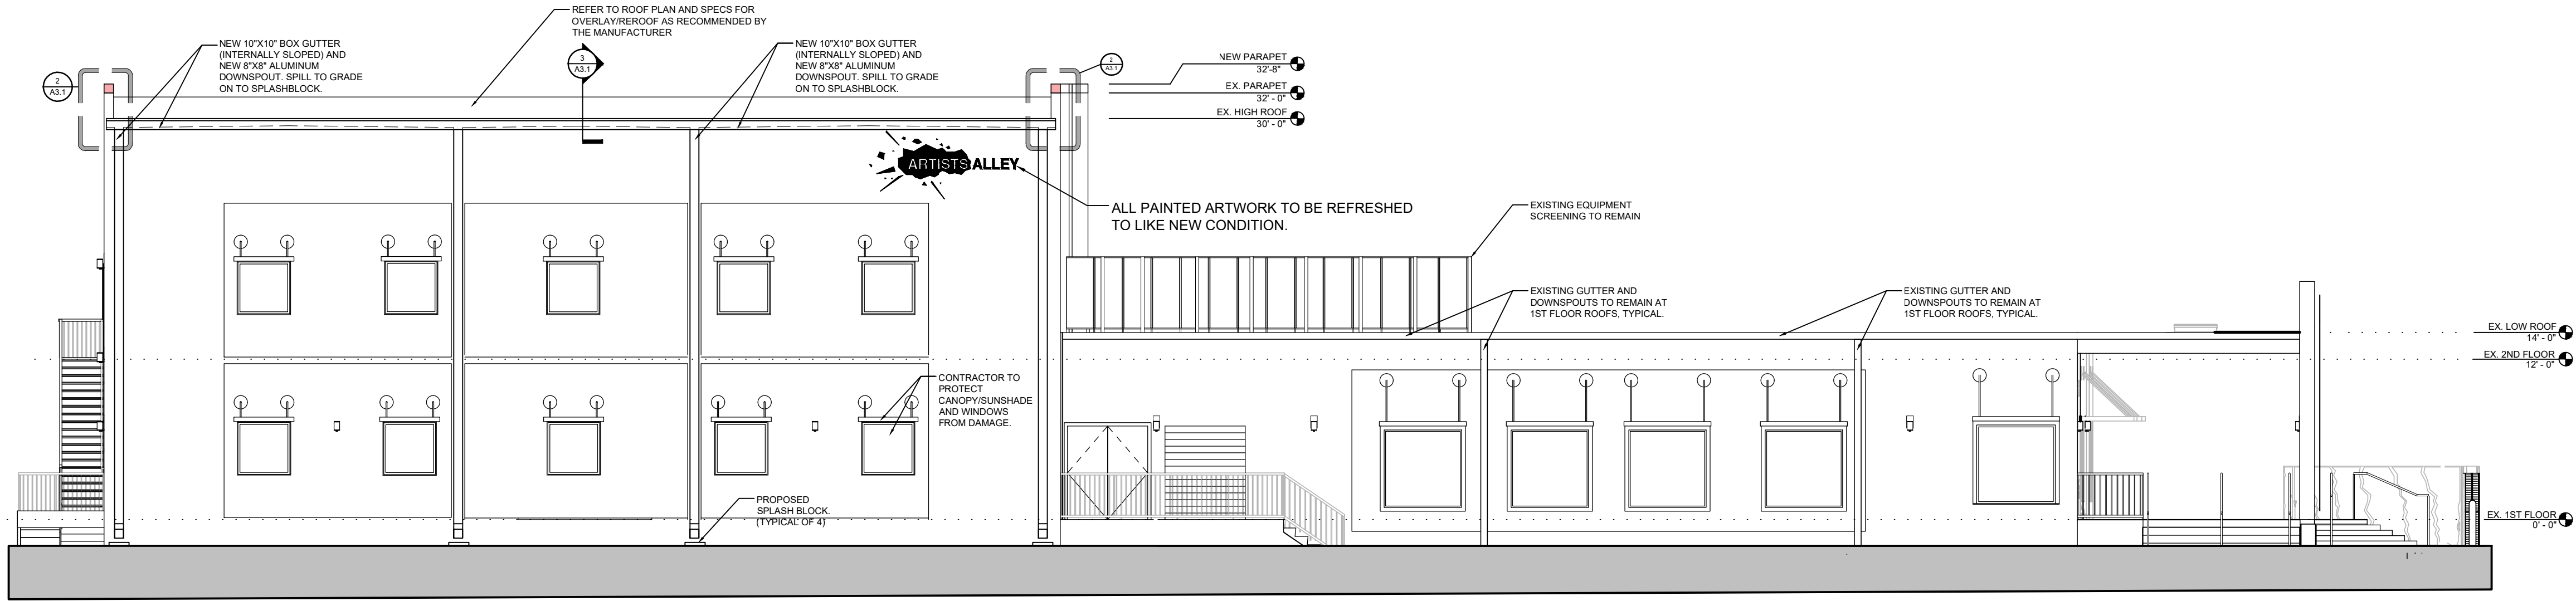 REFER TO ROOF PLAN AND SPECS FOR
OVERLAY/REROOF AS RECOMMENDED BY
THE MANUFACTURER
NEW 10"X10" BOX GUTTER
(INTERNALLY SLOPED) AND
NEW 8"X8" ALUMINUM
DOWNSPOUT. SPILL TO GRADE
ON TO SPLASHBLOCK.
2
A3.1
3
A3.1
NEW 10"X10" BOX GUTTER
(INTERNALLY SLOPED) AND
NEW 8"X8" ALUMINUM
DOWNSPOUT. SPILL TO GRADE
ON TO SPLASHBLOCK.
2
A3.1
NEW PARAPET
32'-8"
EX. PARAPET
32' - 0"
EX. HIGH ROOF
30' - 0"
ARTISTS ALLEY
ALL PAINTED ARTWORK TO BE REFRESHED
TO LIKE NEW CONDITION.
EXISTING EQUIPMENT
SCREENING TO REMAIN
EXISTING GUTTER AND
DOWNSPOUTS TO REMAIN AT
1ST FLOOR ROOFS, TYPICAL.
EXISTING GUTTER AND
DOWNSPOUTS TO REMAIN AT
1ST FLOOR ROOFS, TYPICAL.
EX. LOW ROOF
14' - 0"
EX. 2ND FLOOR
12' - 0"
CONTRACTOR TO
PROTECT
CANOPY/SUNSHADE
AND WINDOWS
FROM DAMAGE.
PROPOSED
SPLASH BLOCK.
(TYPICAL OF 4)
EX. 1ST FLOOR
0' - 0"